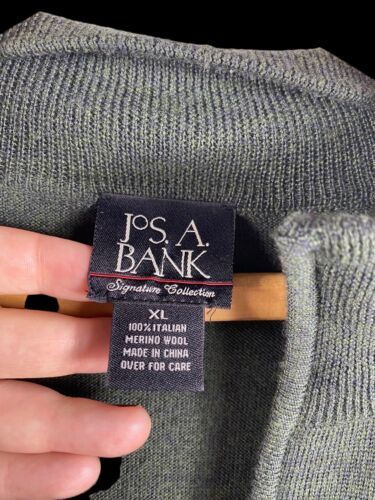 JOS. A.
BANK
Signature Collection
XL
100% ITALIAN
MERINO WOOL
MADE IN CHINA
OVER FOR CARE